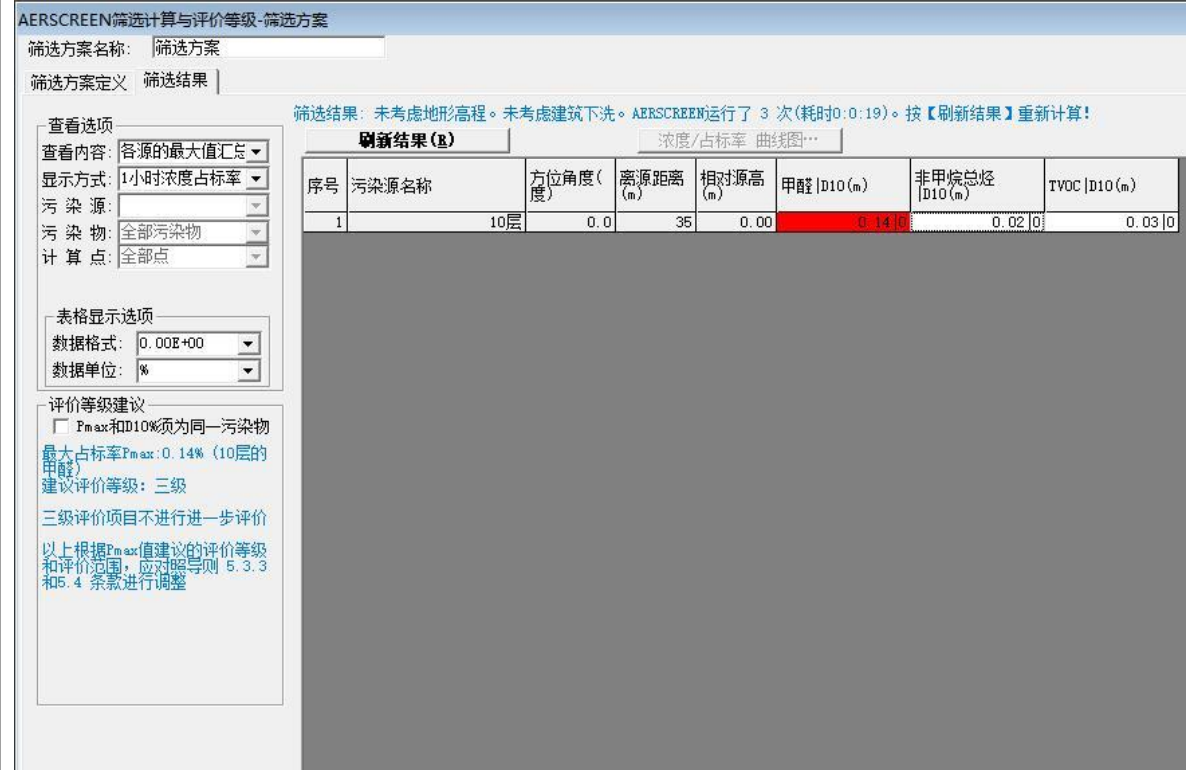 AERSCREEN筛选计算与评价等级-筛选方案
筛选方案名称: 筛选方案
筛选方案定义 筛选结果
筛选结果: 未考虑地形高程。未考虑建筑下洗。AERSCREEN运行了 3 次(耗时0:0:19)。按【刷新结果】重新计算!
刷新结果(R) 浓度/占标率 曲线图…
查看选项
查看内容: 各源的最大值汇总
显示方式: 1小时浓度占标率
污 染 源:
污 染 物: 全部污染物
计 算 点: 全部点
表格显示选项
数据格式: 0.00E+00
数据单位: %
评价等级建议
Pmax和D10%须为同一污染物
最大占标率Pmax:0.14% (10层的
甲醛)
建议评价等级: 三级
三级评价项目不进行进一步评价
以上根据Pmax值建议的评价等级
和评价范围,应对照导则 5.3.3
和5.4 条款进行调整
序号 污染源名称 方位角度(度) 离源距离(m) 相对源高(m) 甲醛|D10(m) 非甲烷总烃|D10(m) TVOC|D10(m)
1 10层 0.0 35 0.00 0.14|0 0.02|0 0.03|0